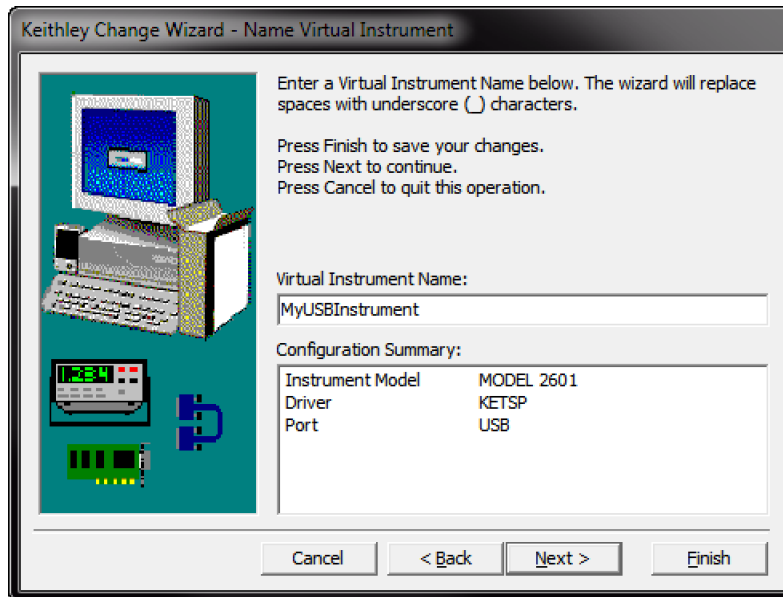 Keithley Change Wizard - Name Virtual Instrument
Enter a Virtual Instrument Name below. The wizard will replace
spaces with underscore (_) characters.
Press Finish to save your changes.
Press Next to continue.
Press Cancel to quit this operation.
1.234
Virtual Instrument Name:
MyUSBInstrument
Configuration Summary:
Instrument Model MODEL 2601
Driver KETSP
Port USB
Cancel < Back Next > Finish